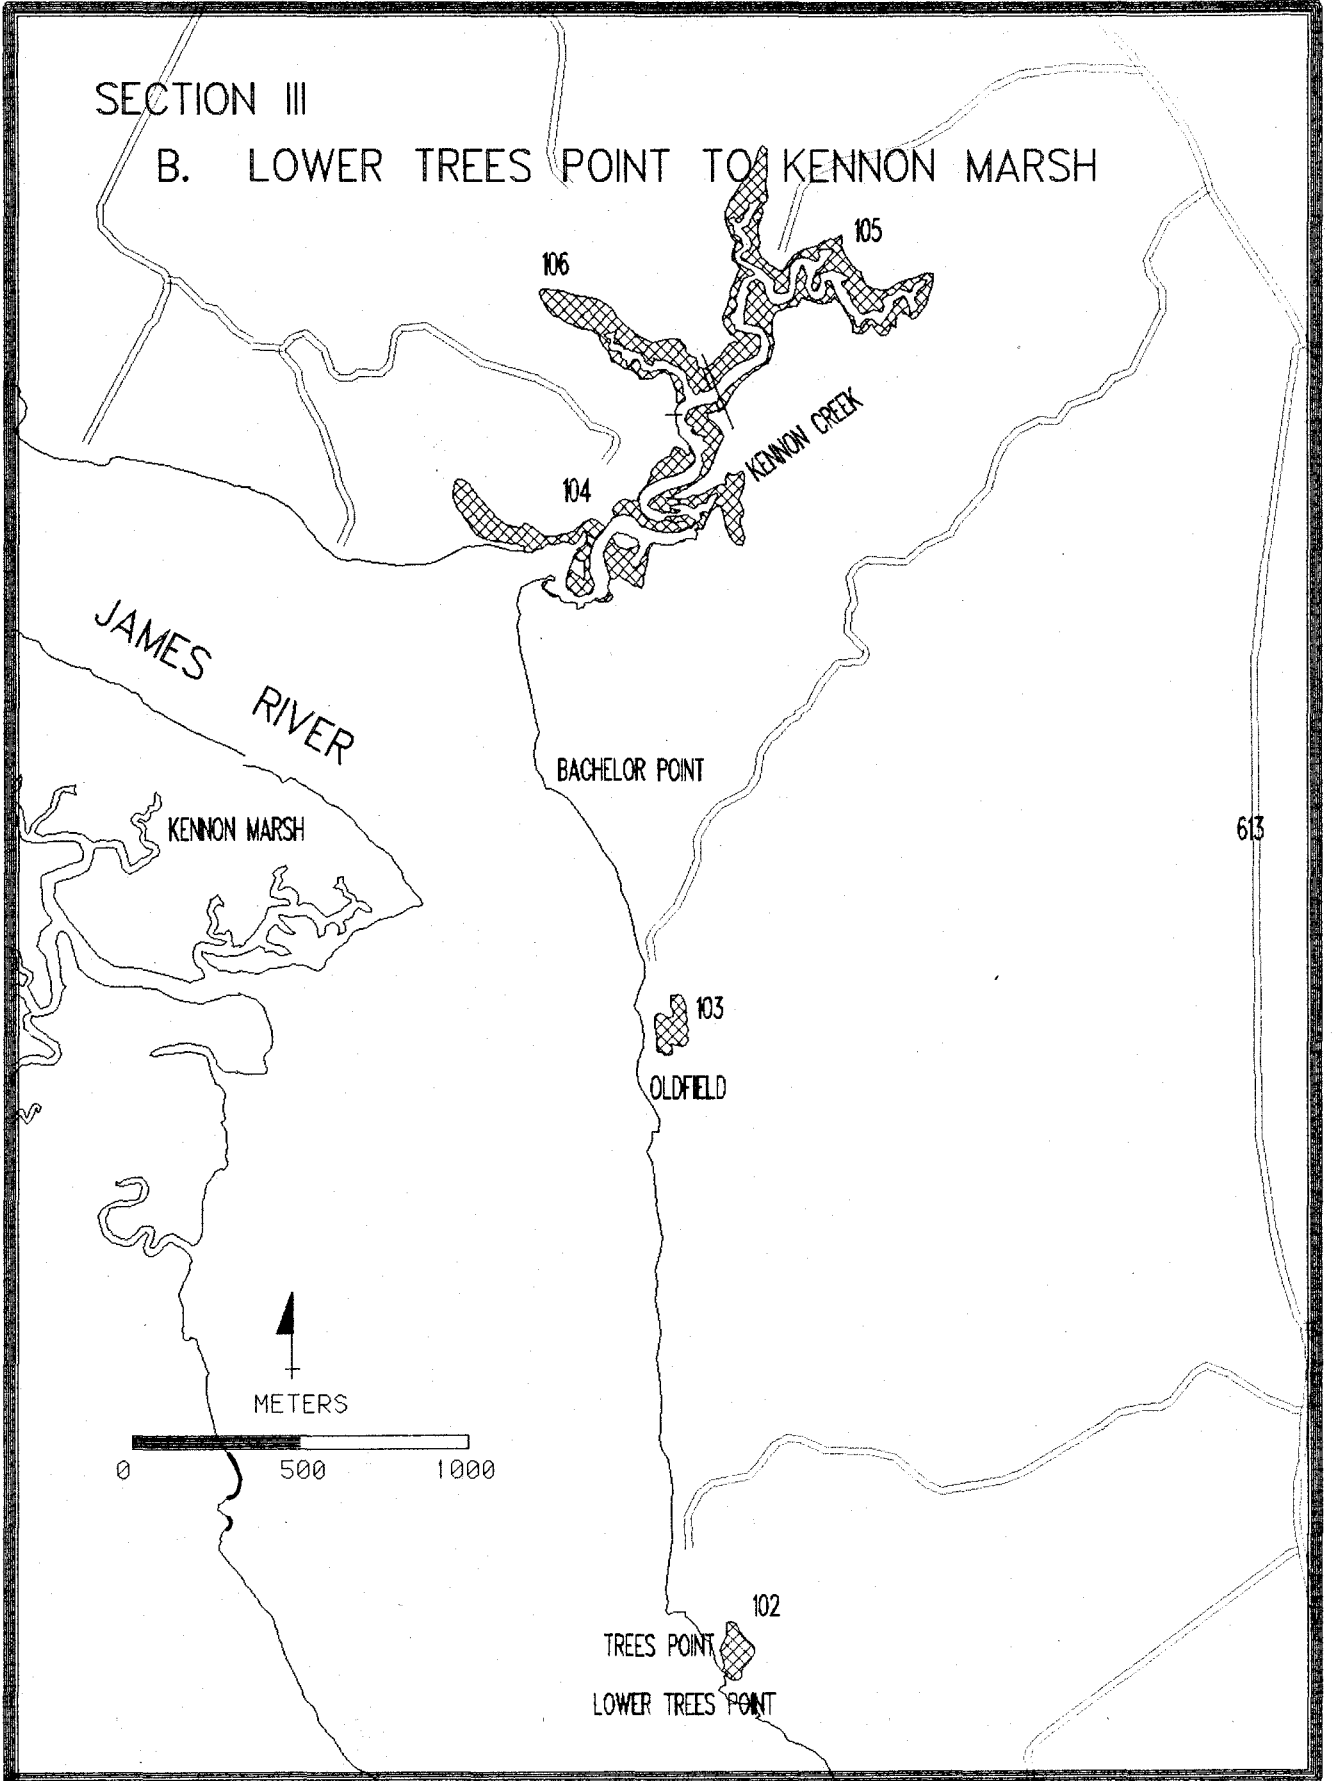 SECTION III
B. LOWER TREES POINT TO KENNON MARSH
105
106
KENNON CREEK
104
JAMES RIVER
BACHELOR POINT
KENNON MARSH
613
103
OLDFIELD
METERS
0 500 1000
102
TREES POINT
LOWER TREES POINT